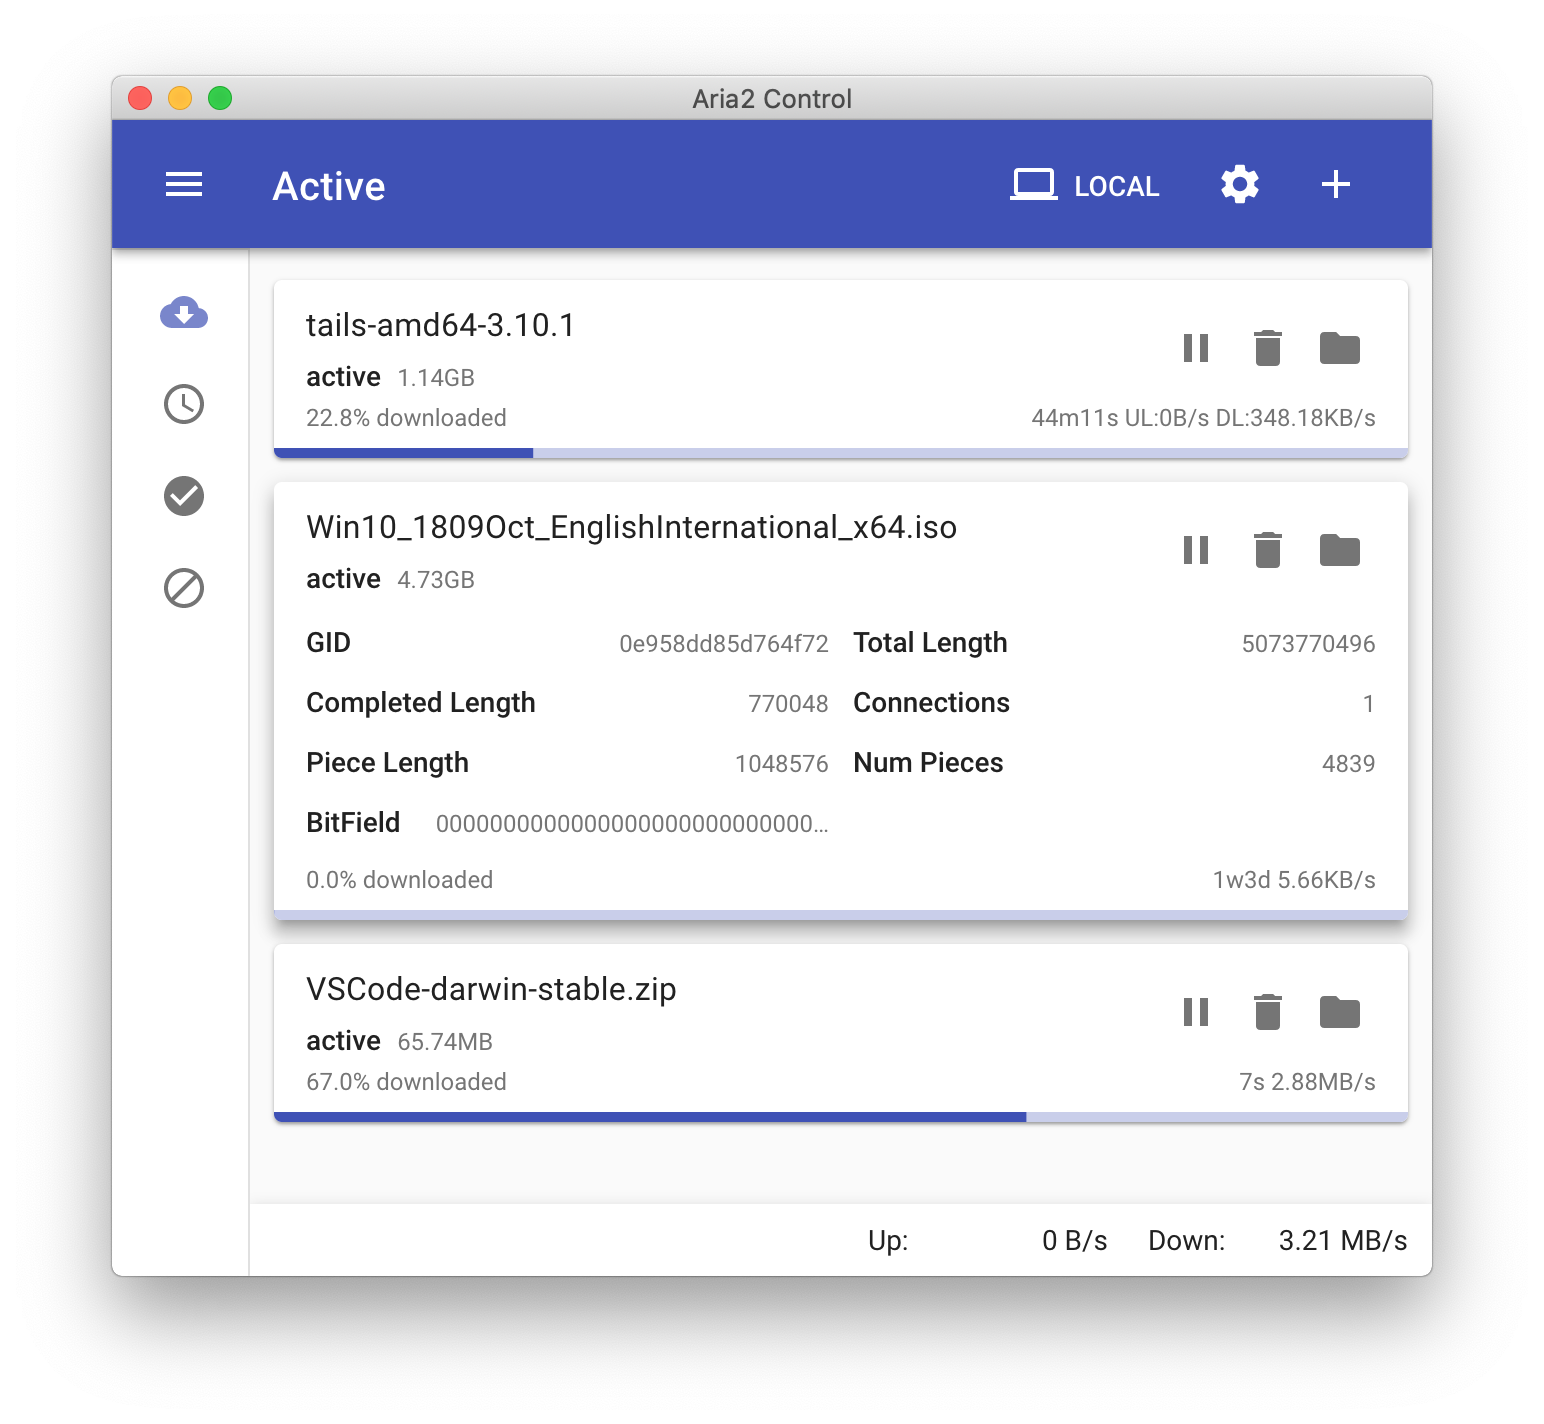 Aria2 Control
Active LOCAL
tails-amd64-3.10.1
active 1.14GB
22.8% downloaded 44m11s UL:0B/s DL:348.18KB/s
Win10_1809Oct_EnglishInternational_x64.iso
active 4.73GB
GID 0e958dd85d764f72 Total Length 5073770496
Completed Length 770048 Connections 1
Piece Length 1048576 Num Pieces 4839
BitField 00000000000000000000000000000...
0.0% downloaded 1w3d 5.66KB/s
VSCode-darwin-stable.zip
active 65.74MB
67.0% downloaded 7s 2.88MB/s
Up: 0 B/s Down: 3.21 MB/s